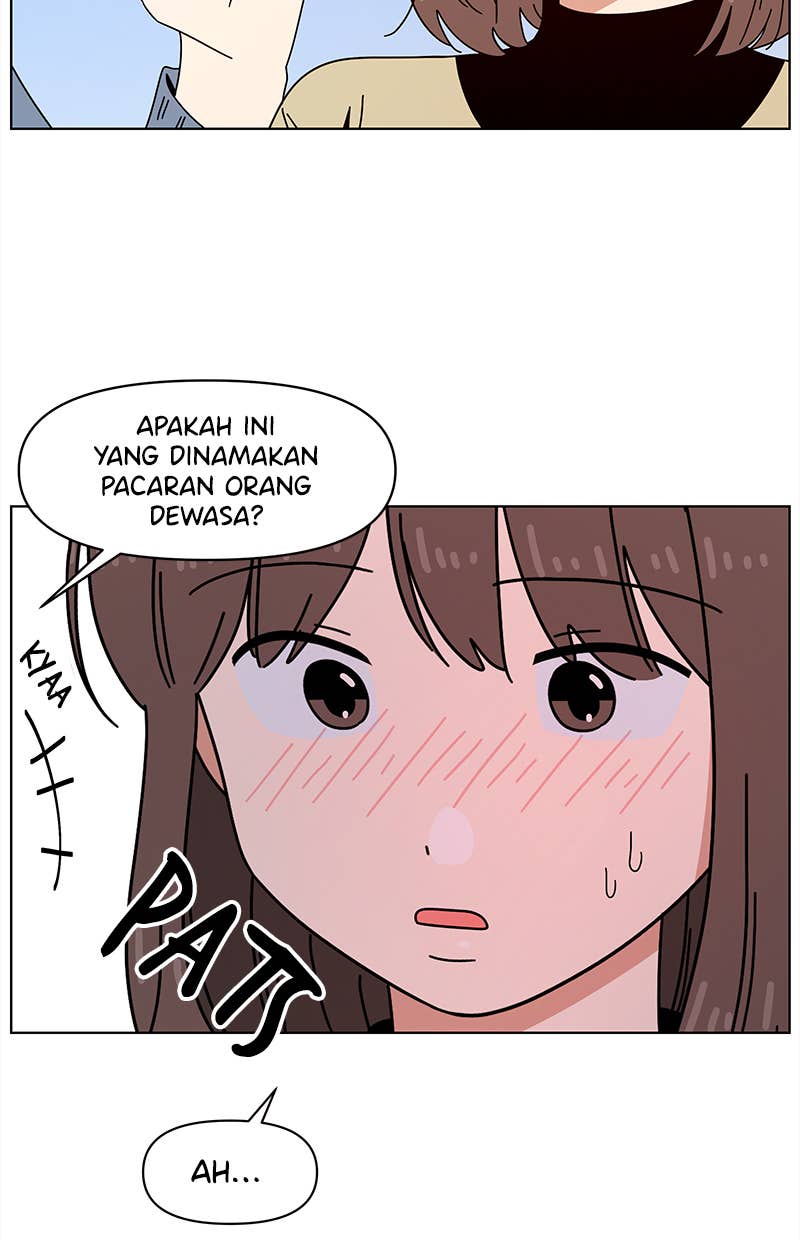 APAKAH INI
YANG DINAMAKAN
PACARAN ORANG
DEWASA?
KYAA
PATS
AH...